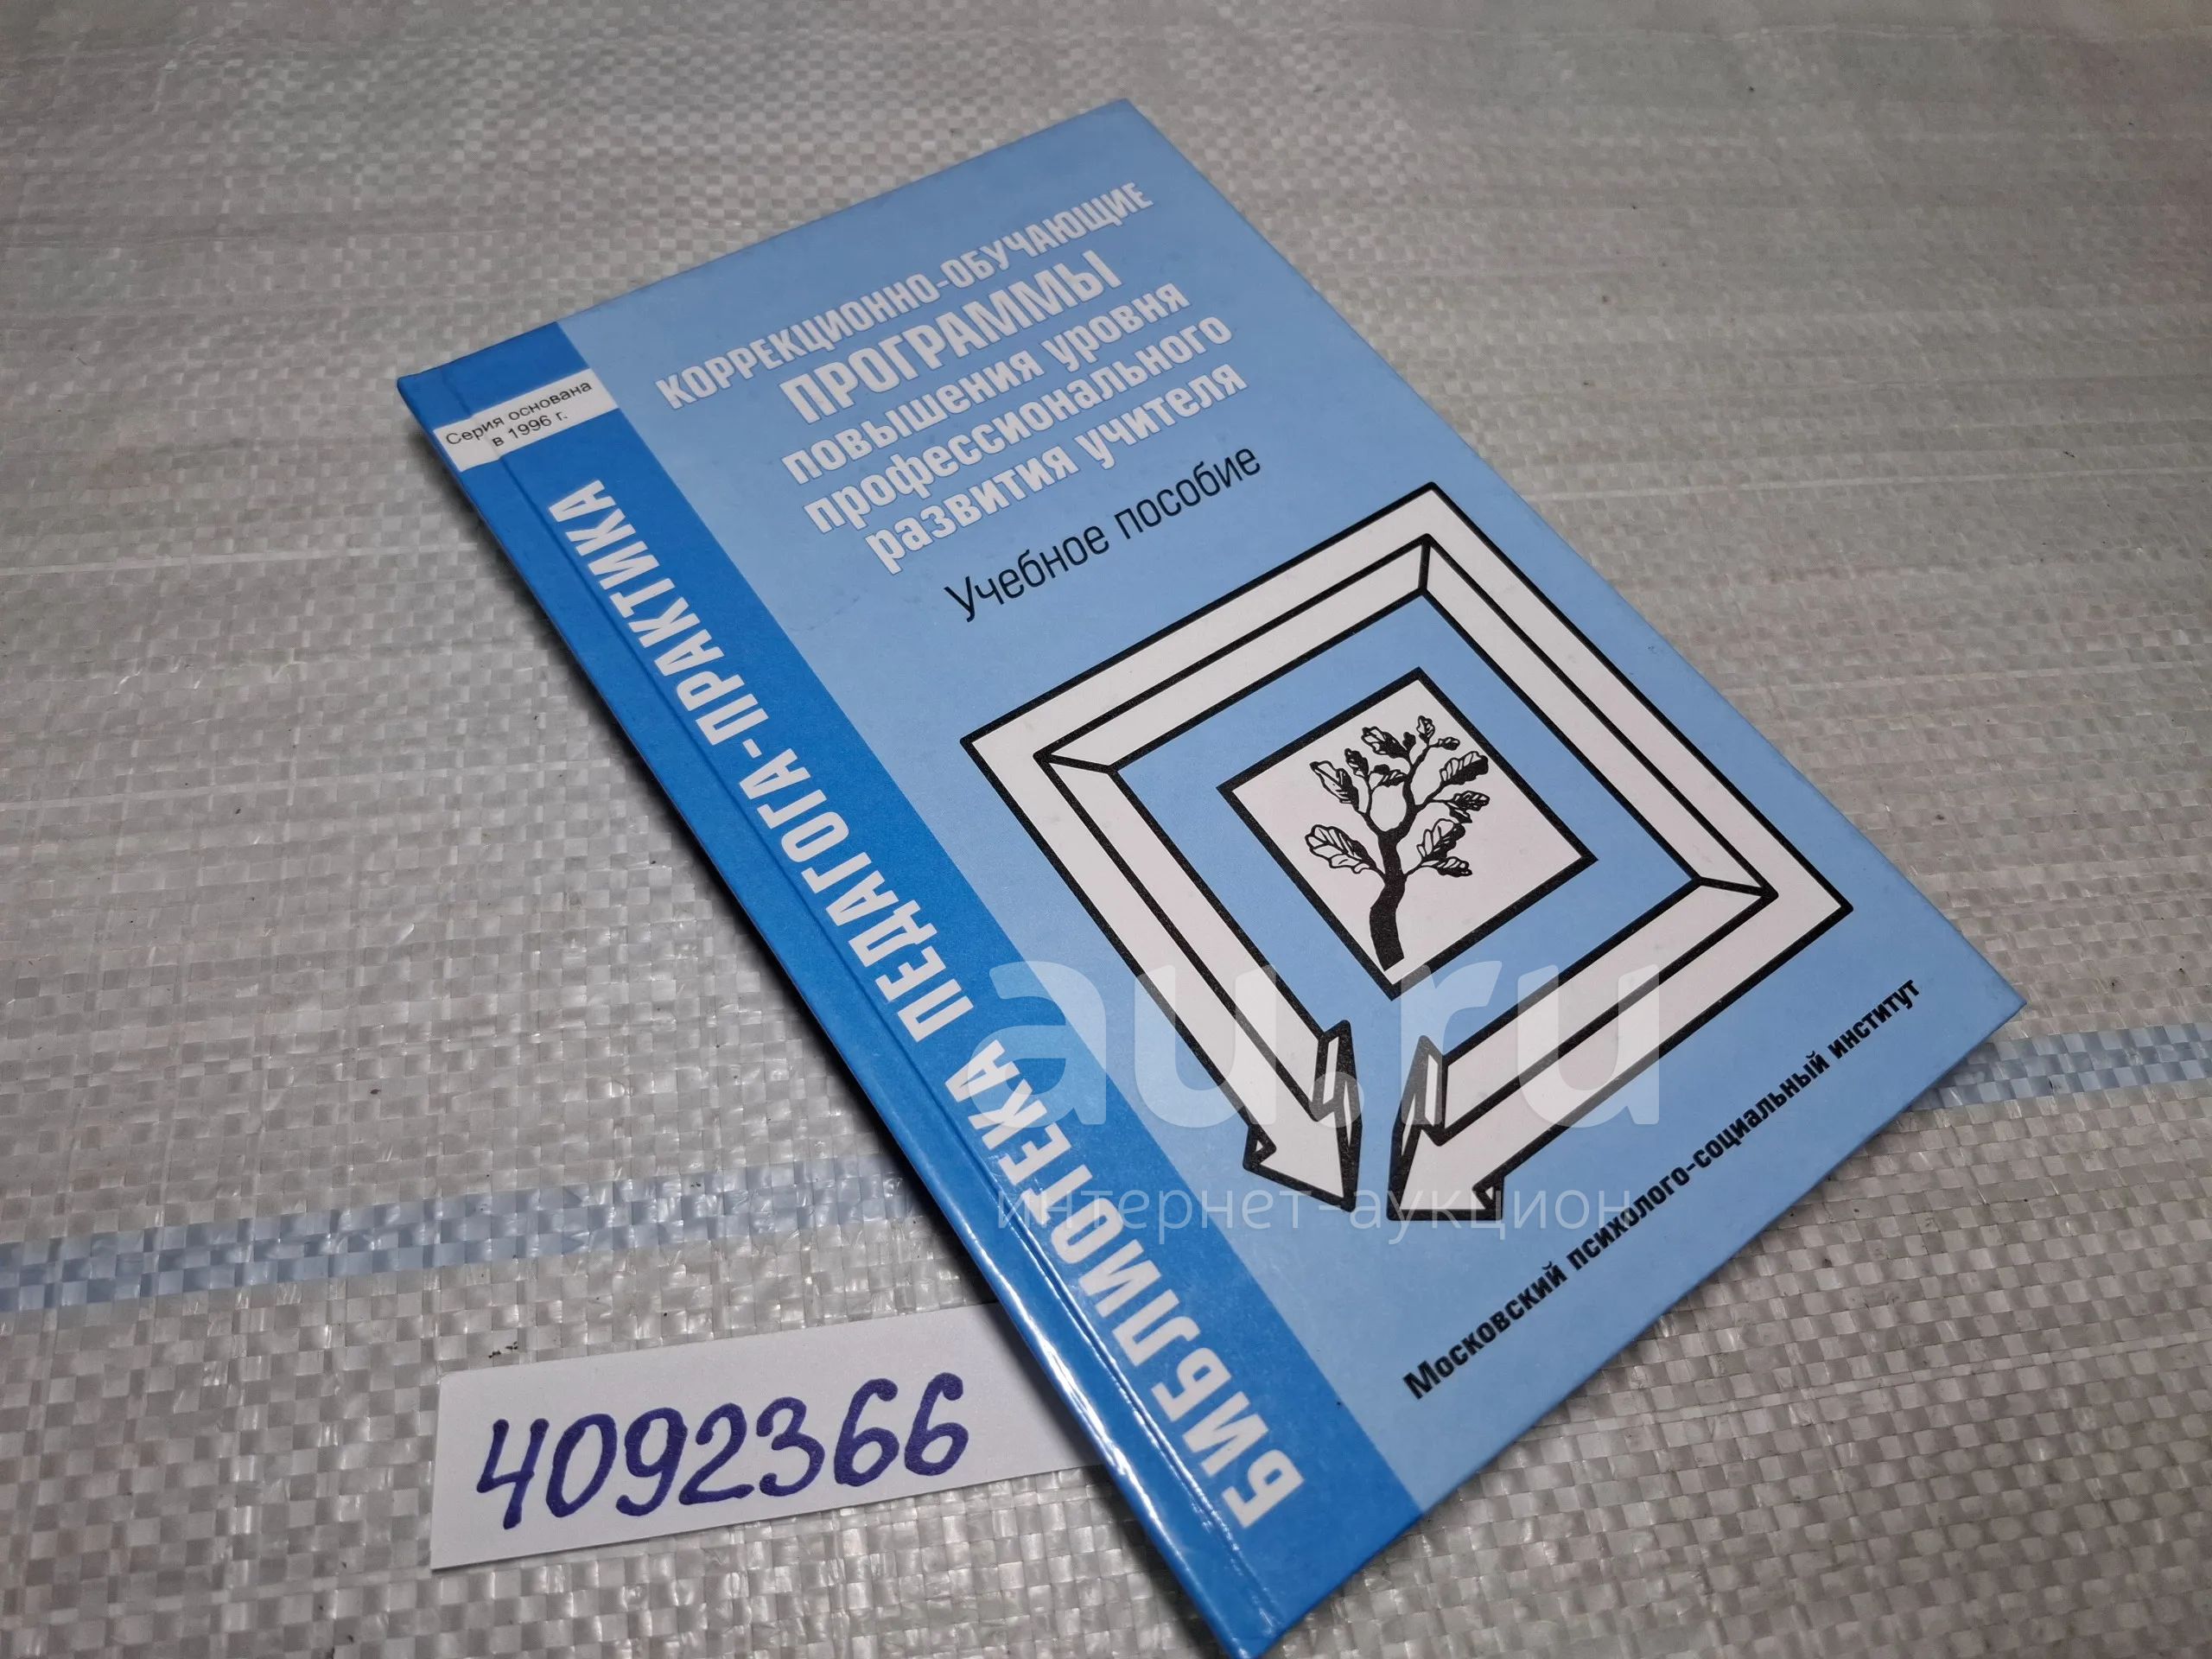 Серия основана
в 1996 г.
БИБЛИОТЕКА ПЕДАГОГА-ПРАКТИКА
КОРРЕКЦИОННО-ОБУЧАЮЩИЕ
ПРОГРАММЫ
повышения уровня
профессионального
развития учителя
Учебное пособие
Московский психолого-социальный институт
au.ru
интернет-аукцион
4092366